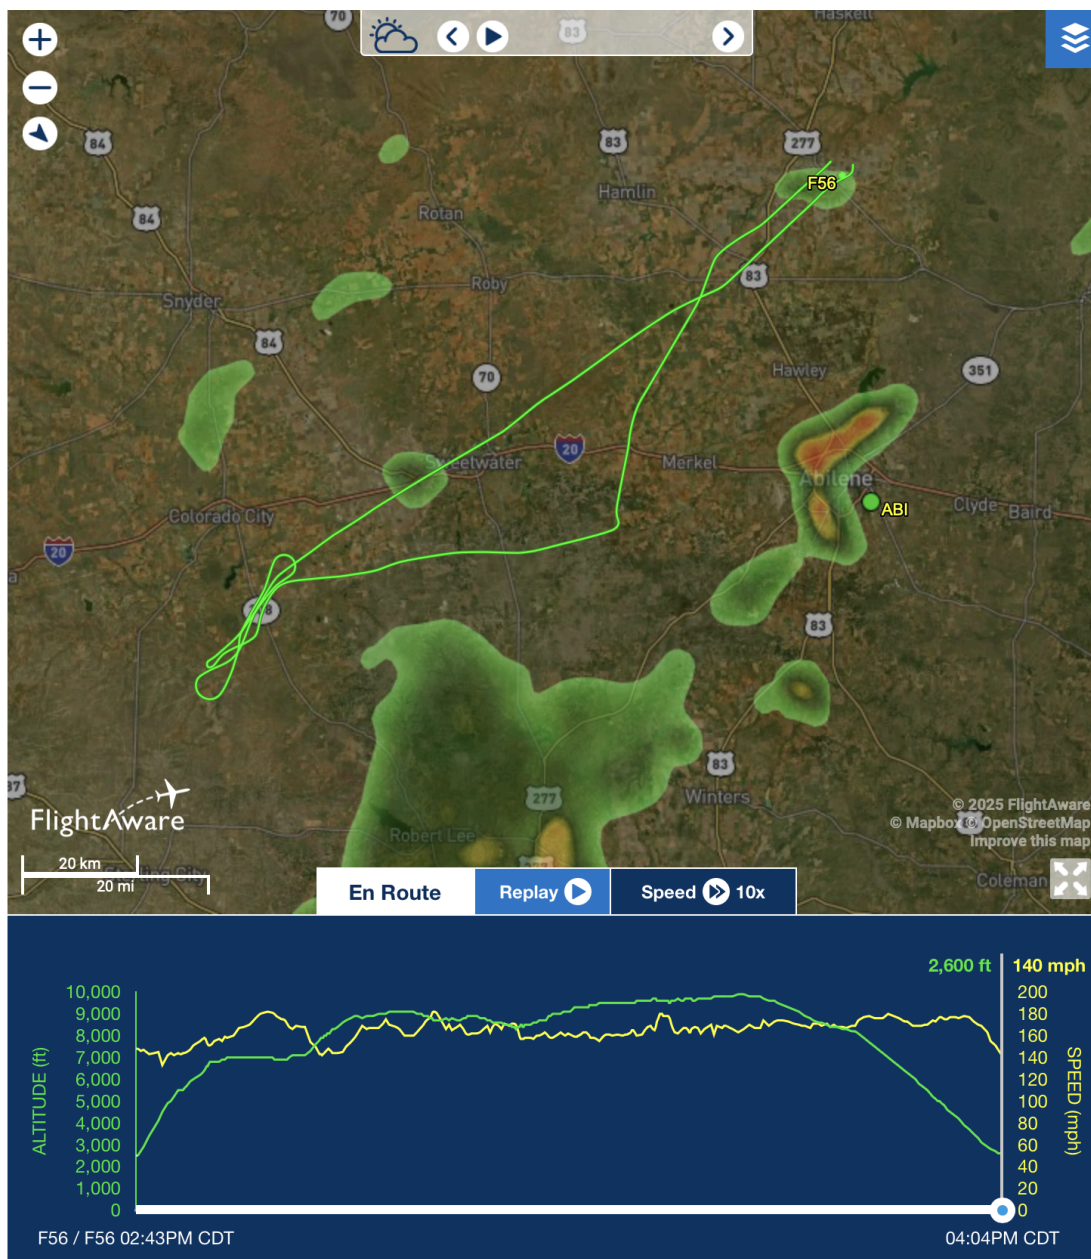 70
83
Haskell
84
83
277
Hamlin
F56
Rotan
84
83
Roby
Snyder
84
70
Hawley
351
20
Sweetwater
Merkel
Abilene
ABI
Clyde
Baird
Colorado City
20
a
83
83
Winters
277
87
FlightAware
Robert Lee
© 2025 FlightAware
© Mapbox © OpenStreetMap
Improve this map
20 km
20 mi
Sterling City
Coleman
En Route
Replay
Speed
10x
2,600 ft
140 mph
10,000
9,000
8,000
7,000
6,000
5,000
4,000
3,000
2,000
1,000
0
ALTITUDE (ft)
200
180
160
140
120
100
80
60
40
20
0
SPEED (mph)
F56 / F56 02:43PM CDT
04:04PM CDT